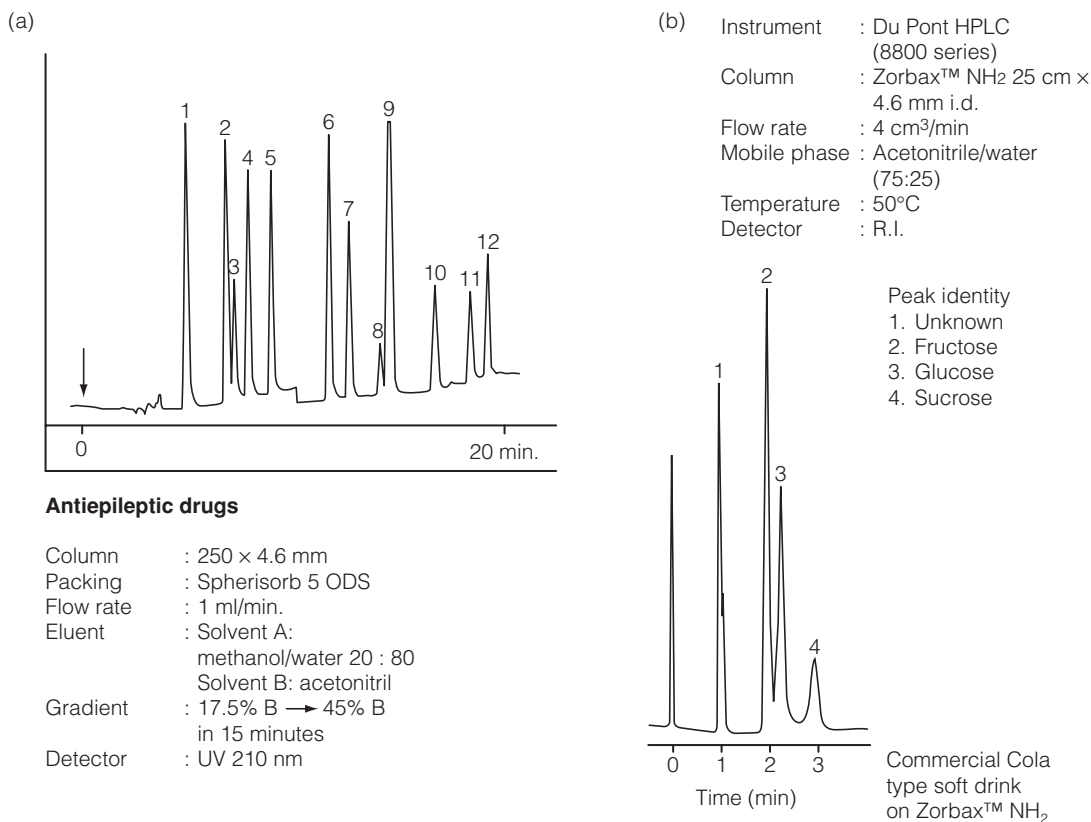 (a)
1
2
3
4
5
6
7
8
9
10
11
12
0
20 min.
Antiepileptic drugs
Column : 250 × 4.6 mm
Packing : Spherisorb 5 ODS
Flow rate : 1 ml/min.
Eluent : Solvent A:
methanol/water 20 : 80
Solvent B: acetonitril
Gradient : 17.5% B → 45% B
in 15 minutes
Detector : UV 210 nm
(b)
Instrument : Du Pont HPLC
(8800 series)
Column : Zorbax™ NH2 25 cm ×
4.6 mm i.d.
Flow rate : 4 cm³/min
Mobile phase : Acetonitrile/water
(75:25)
Temperature : 50°C
Detector : R.I.
Peak identity
1. Unknown
2. Fructose
3. Glucose
4. Sucrose
1
2
3
4
0 1 2 3
Time (min)
Commercial Cola
type soft drink
on Zorbax™ NH₂